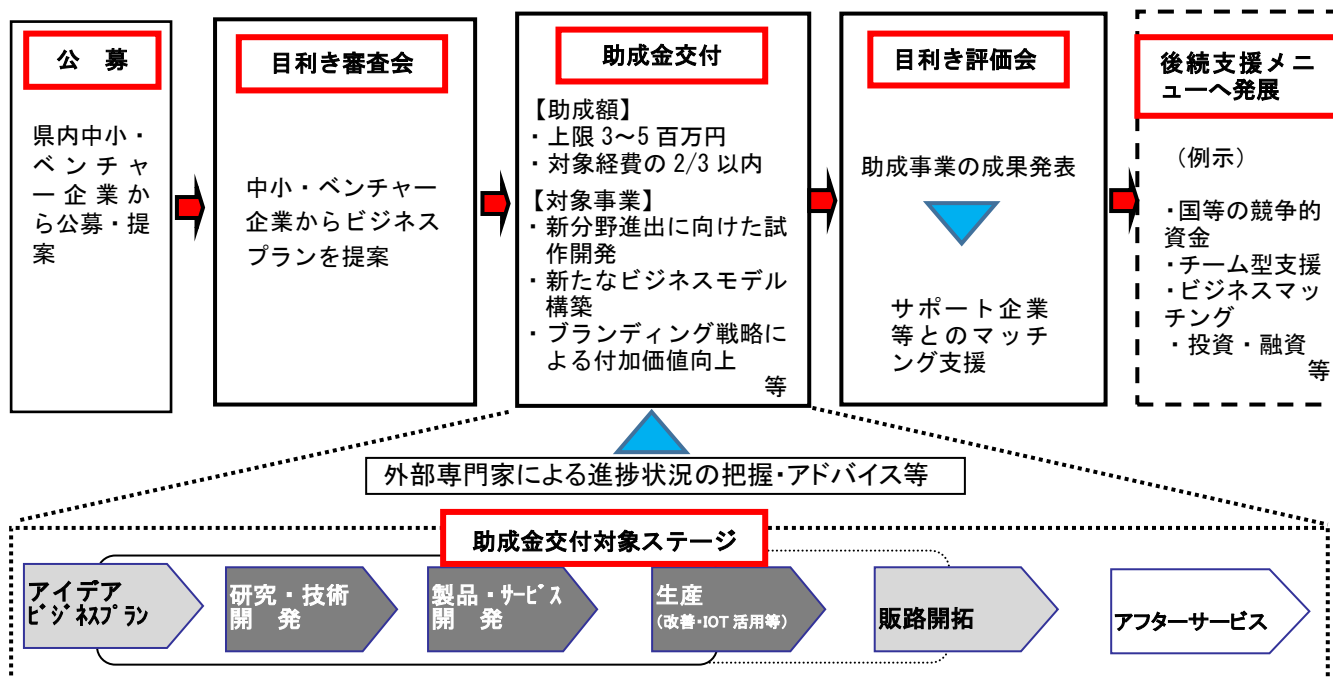 公 募
県内中小・
ベンチャ
ー企業か
ら公募・提
案
目利き審査会
中小・ベンチャー
企業からビジネス
プランを提案
助成金交付
【助成額】
・上限 3~5 百万円
・対象経費の 2/3 以内
【対象事業】
・新分野進出に向けた試
作開発
・新たなビジネスモデル
構築
・ブランディング戦略に
よる付加価値向上
等
目利き評価会
助成事業の成果発表
サポート企業
等とのマッチ
ング支援
後続支援メニ
ューへ発展
(例示)
・国等の競争的
資金
・チーム型支援
・ビジネスマッ
チング
・投資・融資
等
外部専門家による進捗状況の把握・アドバイス等
助成金交付対象ステージ
アイデア
ビジネスプラン
研究・技術
開 発
製品・サービス
開 発
生産
(改善・IOT 活用等)
販路開拓
アフターサービス